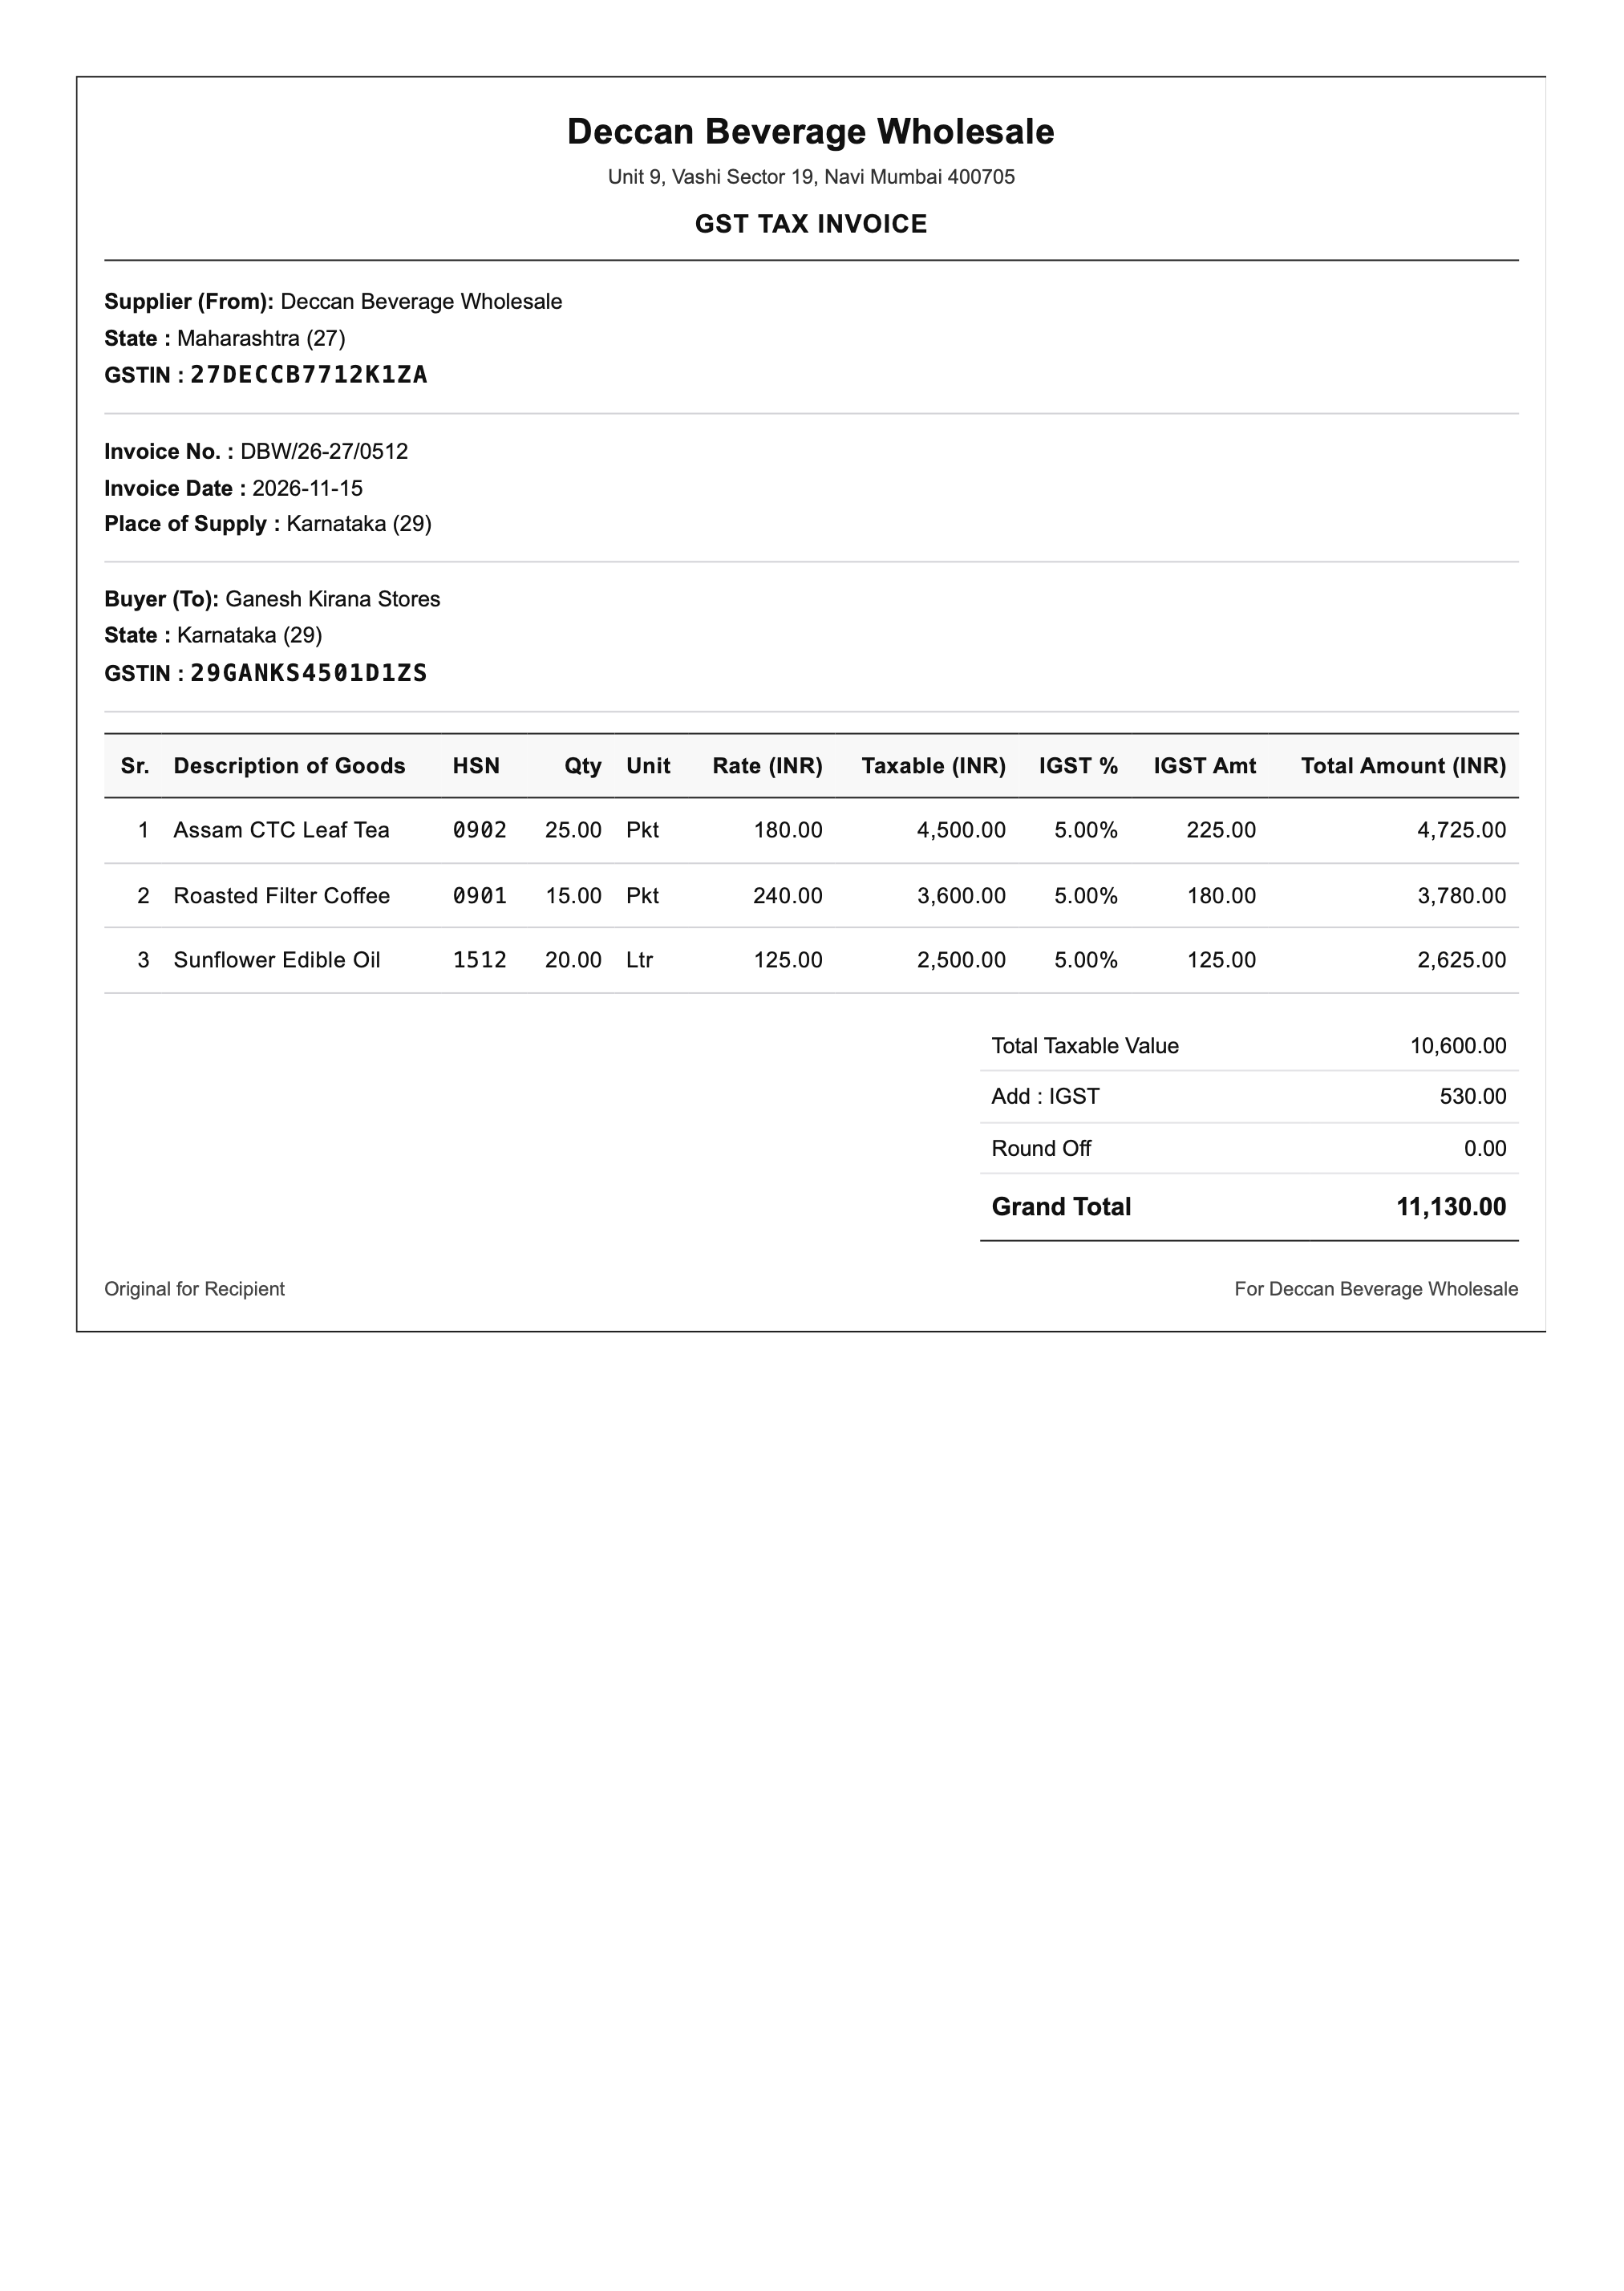 Deccan Beverage Wholesale
Unit 9, Vashi Sector 19, Navi Mumbai 400705
GST TAX INVOICE
Supplier (From): Deccan Beverage Wholesale
State : Maharashtra (27)
GSTIN : 27DECCB7712K1ZA
Invoice No. : DBW/26-27/0512
Invoice Date : 2026-11-15
Place of Supply : Karnataka (29)
Buyer (To): Ganesh Kirana Stores
State : Karnataka (29)
GSTIN : 29GANKS4501D1ZS
Sr. Description of Goods HSN Qty Unit Rate (INR) Taxable (INR) IGST % IGST Amt Total Amount (INR)
1 Assam CTC Leaf Tea 0902 25.00 Pkt 180.00 4,500.00 5.00% 225.00 4,725.00
2 Roasted Filter Coffee 0901 15.00 Pkt 240.00 3,600.00 5.00% 180.00 3,780.00
3 Sunflower Edible Oil 1512 20.00 Ltr 125.00 2,500.00 5.00% 125.00 2,625.00
Total Taxable Value 10,600.00
Add : IGST 530.00
Round Off 0.00
Grand Total 11,130.00
Original for Recipient For Deccan Beverage Wholesale